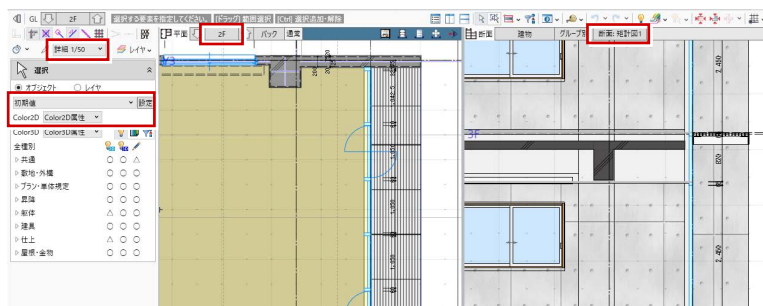 GL 2F 選択する要素を指定してください。 [ドラッグ]範囲選択 [Ctrl] 選択追加・解除
平面 2F バック 通常
断面 建物 グループ別 断面: 矩計図1
詳細 1/50 レイヤ
選択
オブジェクト レイヤ
初期値 設定
Color2D Color2D属性
Color3D Color3D属性
全種別
共通
敷地・外構
プラン・単体規定
昇降
躯体
建具
仕上
屋根・金物
Y3
200
200
3F
2,450
820
2,450